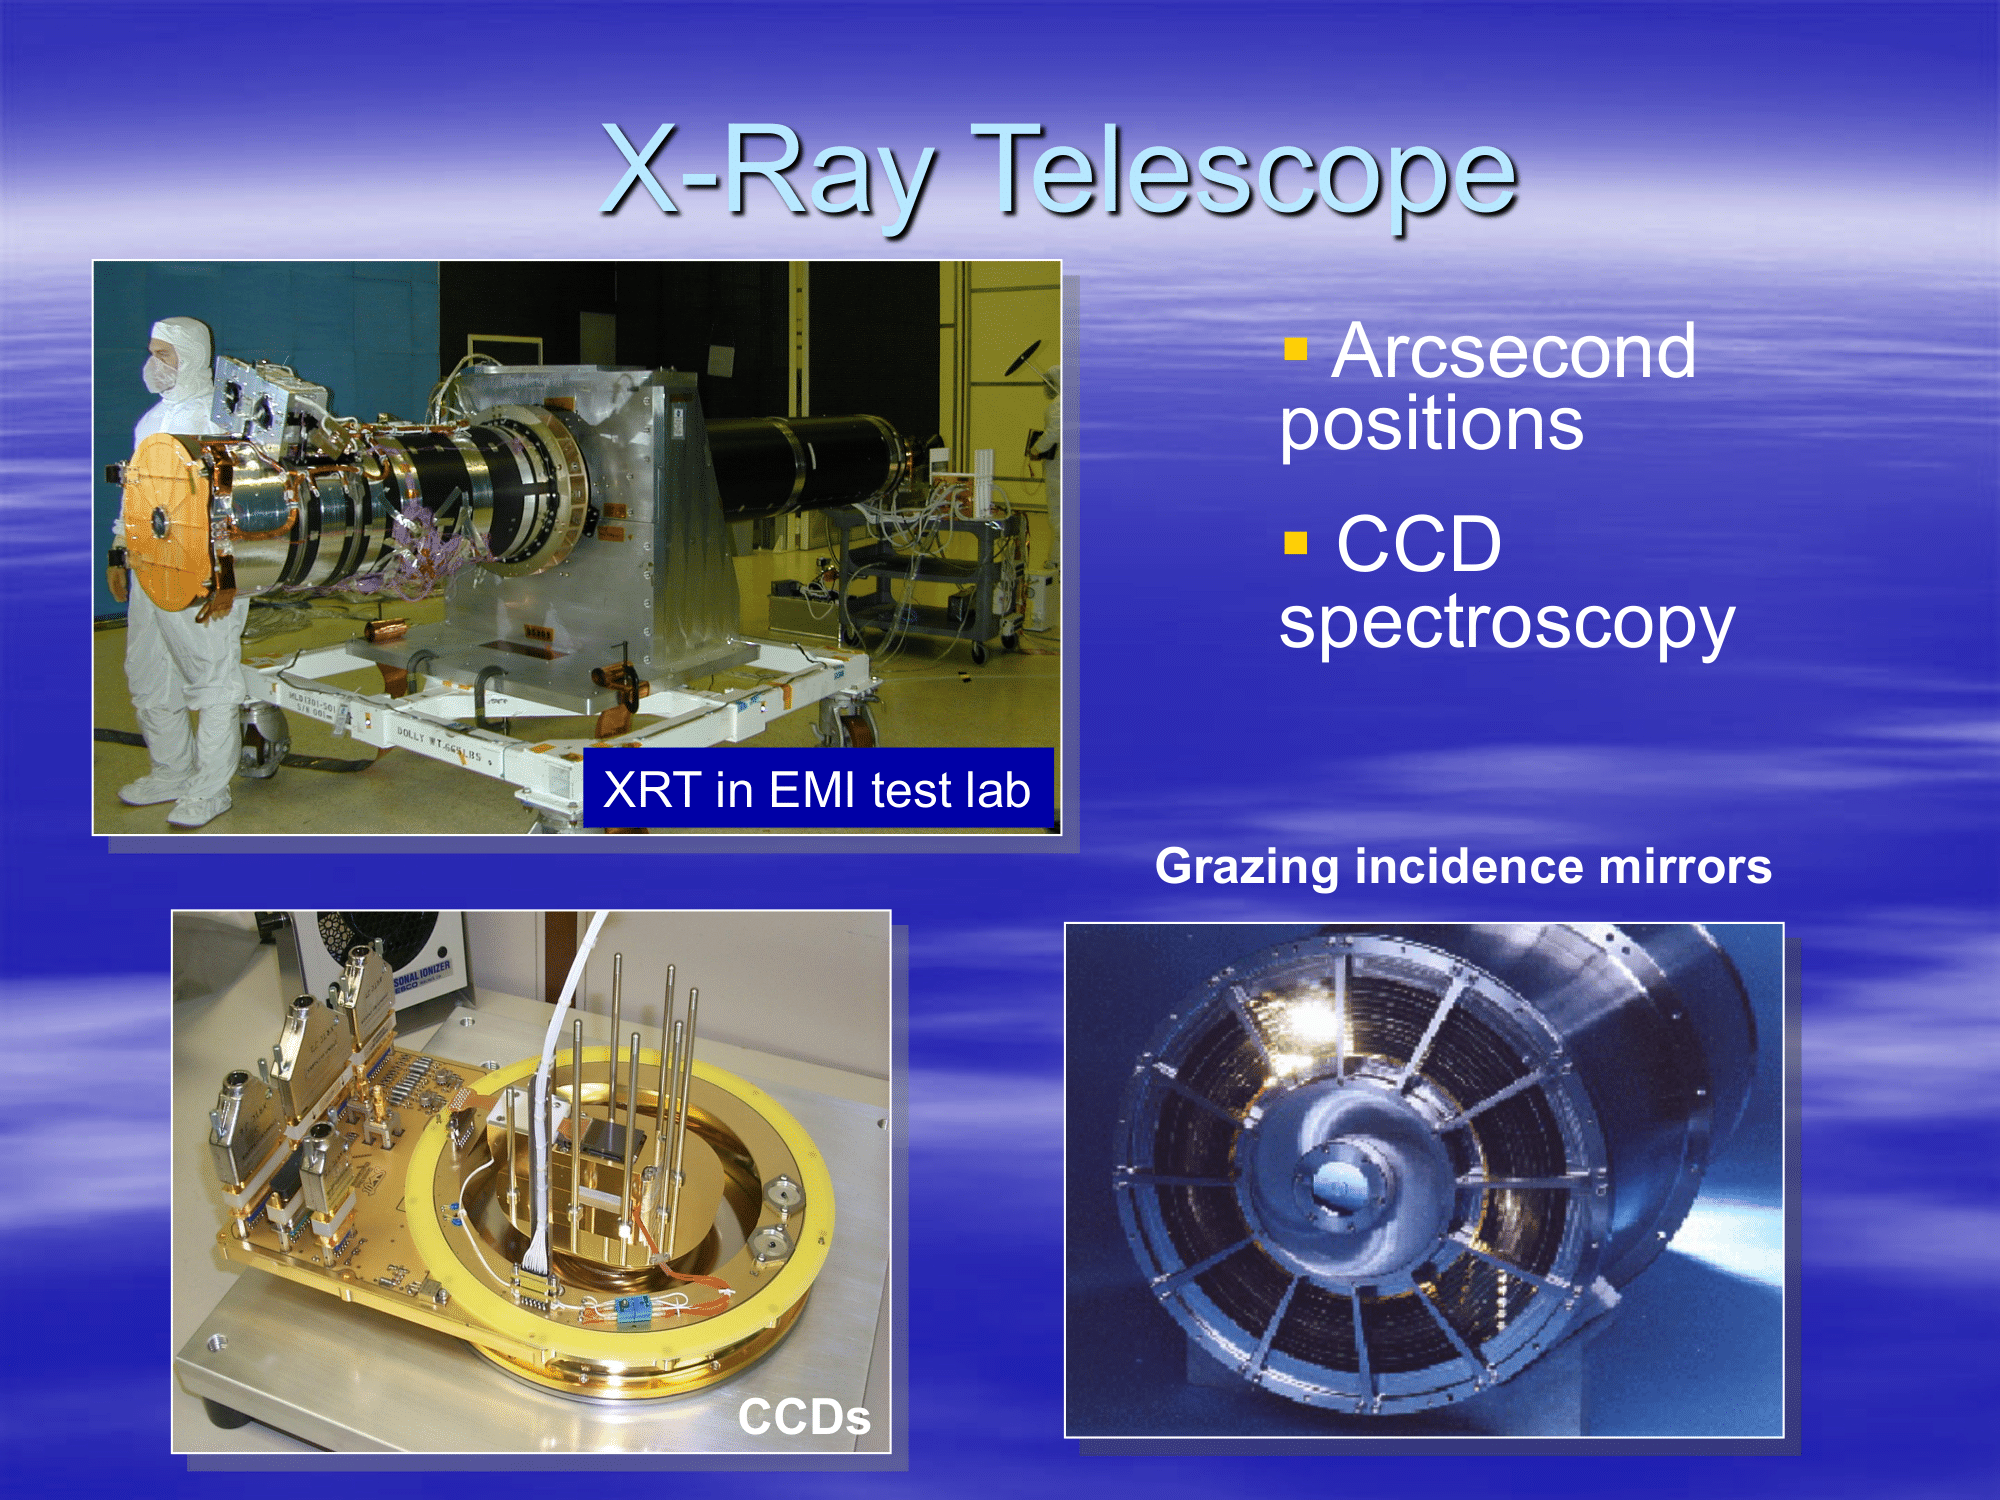 X-Ray Telescope
▪ Arcsecond
positions
▪ CCD
spectroscopy
DOLLY WT.
XRT in EMI test lab
Grazing incidence mirrors
SONAL IONIZER
CCDs